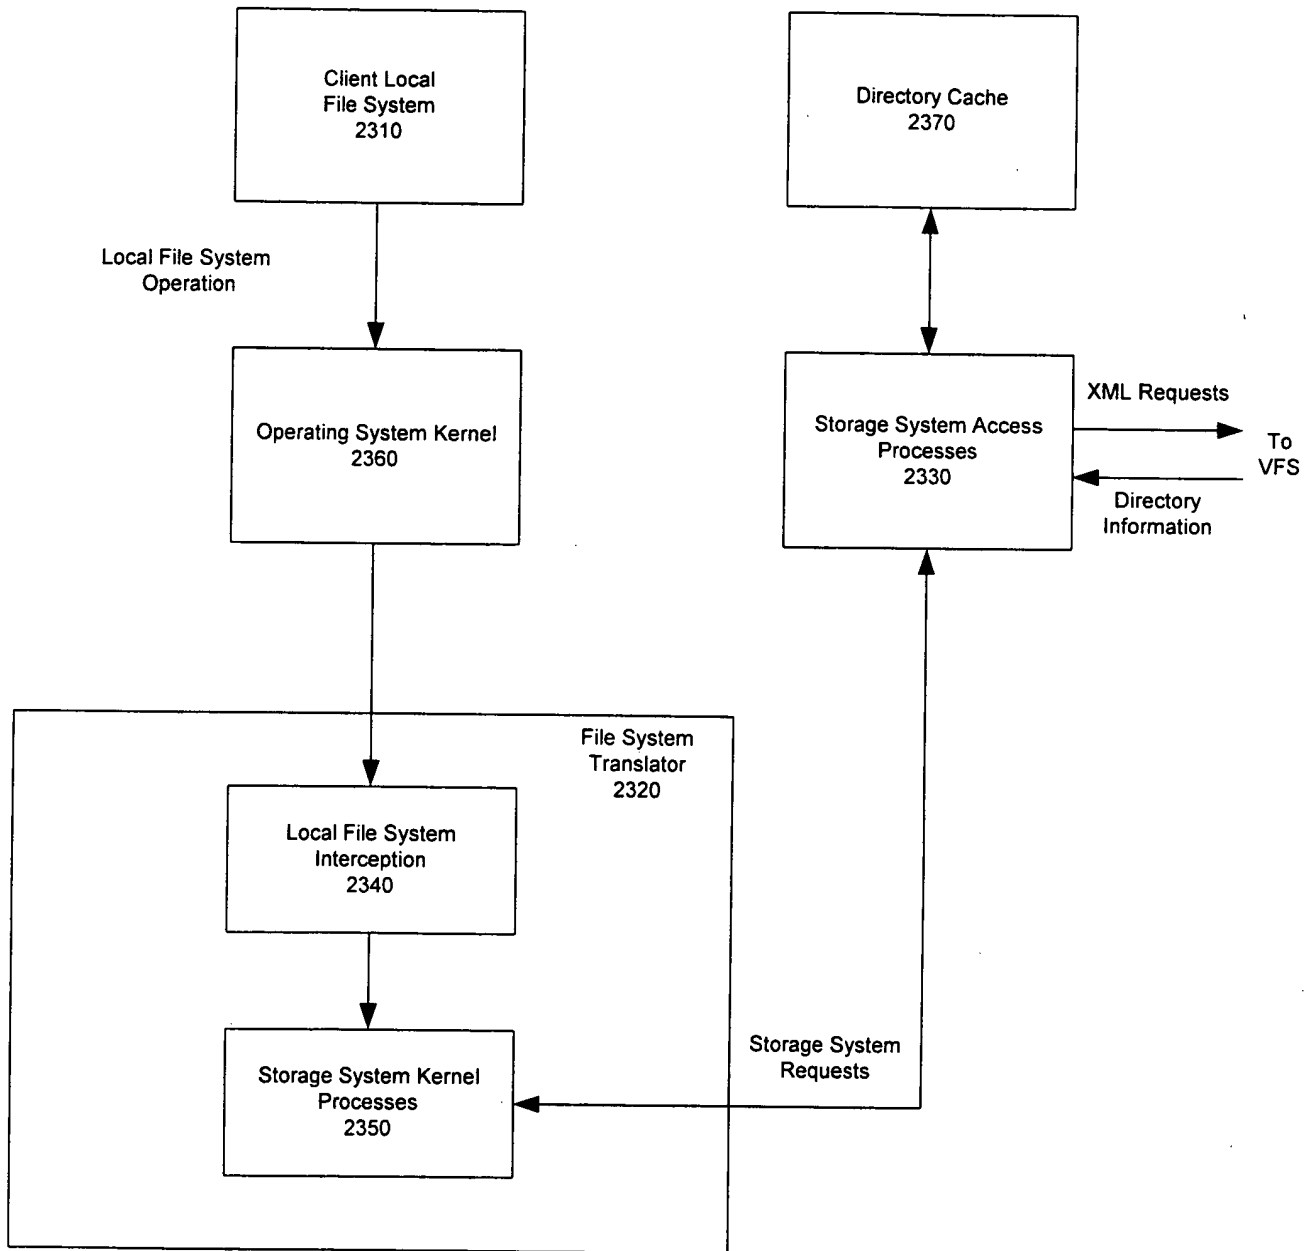 Client Local
File System
2310
Directory Cache
2370
Local File System
Operation
Operating System Kernel
2360
Storage System Access
Processes
2330
XML Requests
To
VFS
Directory
Information
File System
Translator
2320
Local File System
Interception
2340
Storage System Kernel
Processes
2350
Storage System
Requests